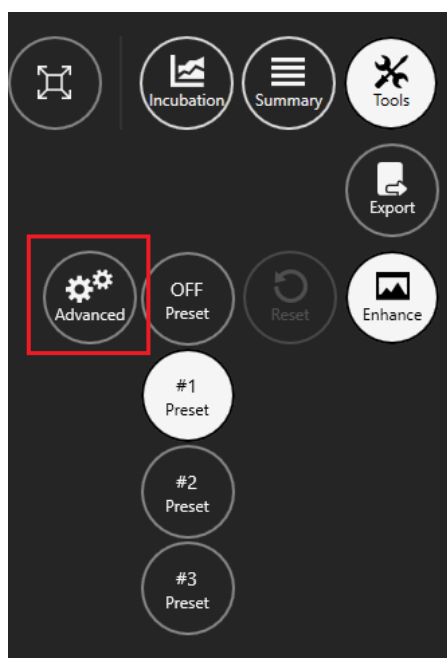 Incubation
Summary
Tools
Export
Advanced
OFF
Preset
Reset
Enhance
#1
Preset
#2
Preset
#3
Preset